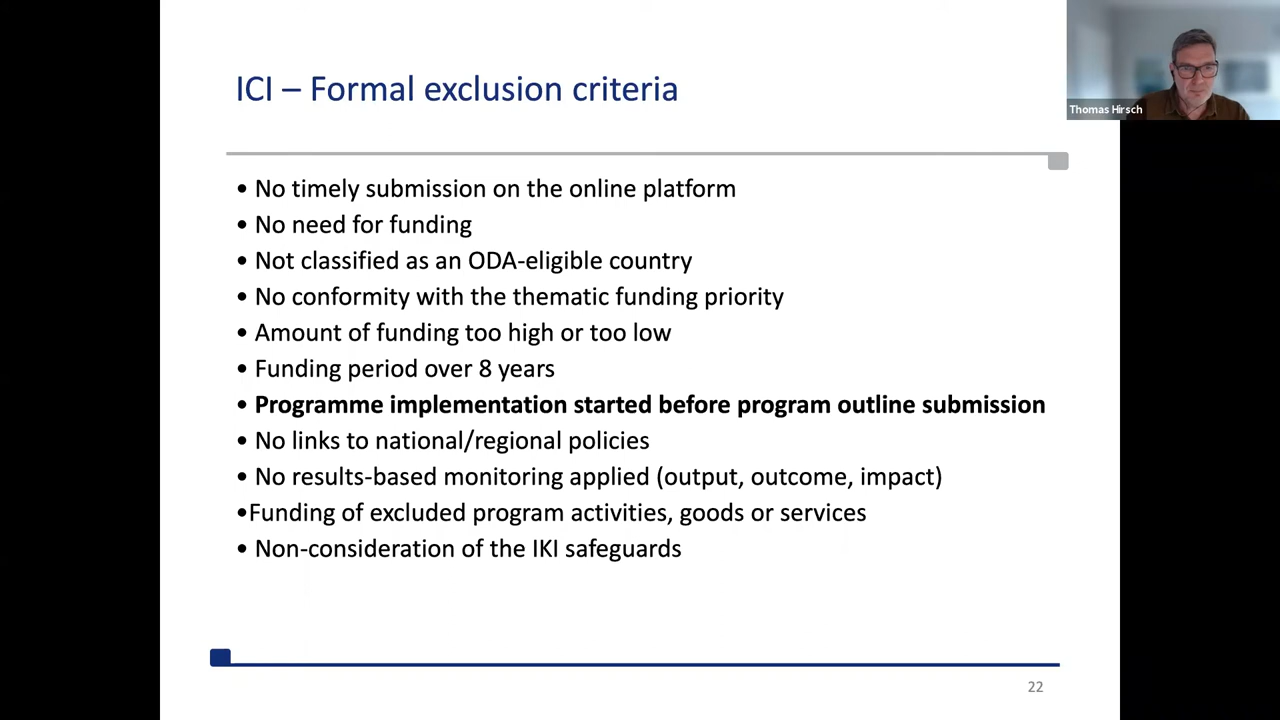 ICI – Formal exclusion criteria
Thomas Hirsch
• No timely submission on the online platform
• No need for funding
• Not classified as an ODA-eligible country
• No conformity with the thematic funding priority
• Amount of funding too high or too low
• Funding period over 8 years
• Programme implementation started before program outline submission
• No links to national/regional policies
• No results-based monitoring applied (output, outcome, impact)
•Funding of excluded program activities, goods or services
• Non-consideration of the IKI safeguards
22